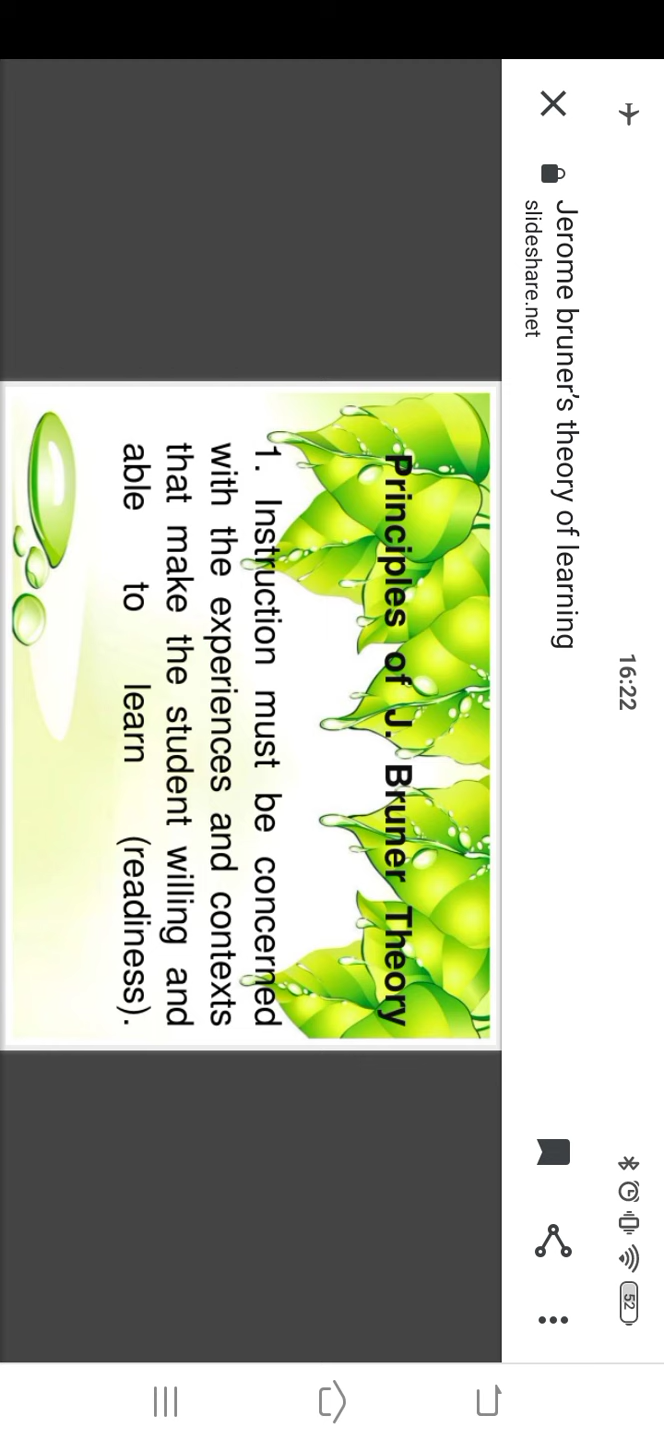 16:22
52
Jerome bruner's theory of learning
slideshare.net
Principles of J. Bruner Theory
1. Instruction must be concerned
with the experiences and contexts
that make the student willing and
able to learn (readiness).